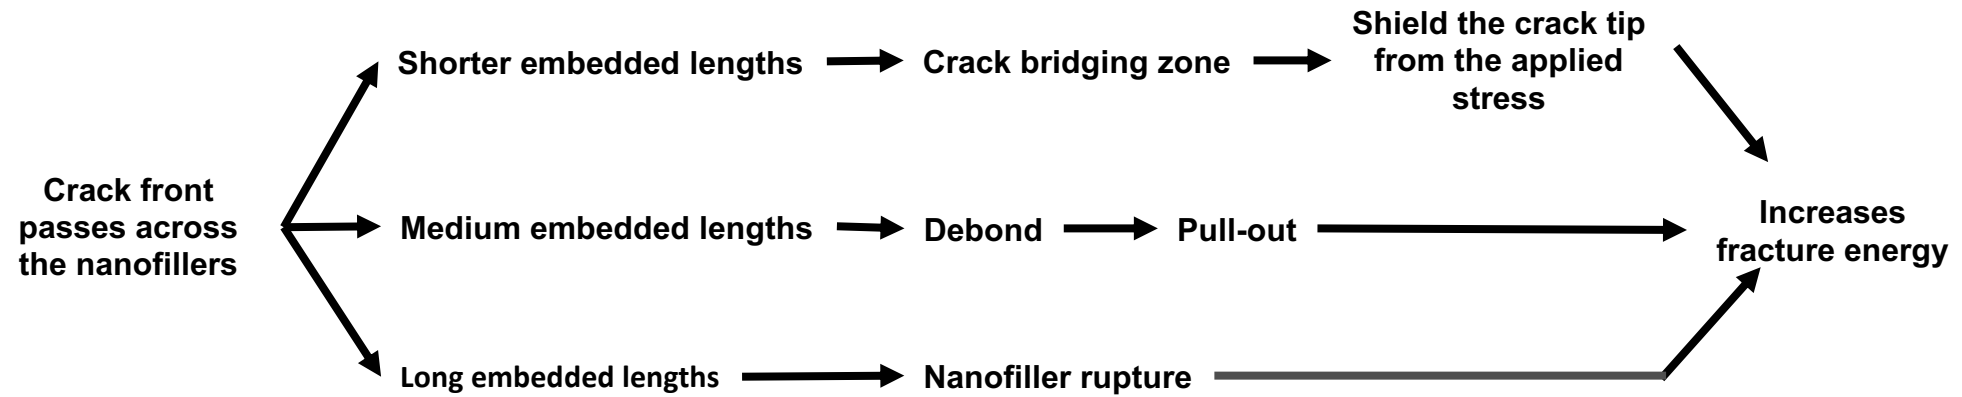 Crack front
passes across
the nanofillers
Shorter embedded lengths
Crack bridging zone
Shield the crack tip
from the applied
stress
Medium embedded lengths
Debond
Pull-out
Long embedded lengths
Nanofiller rupture
Increases
fracture energy